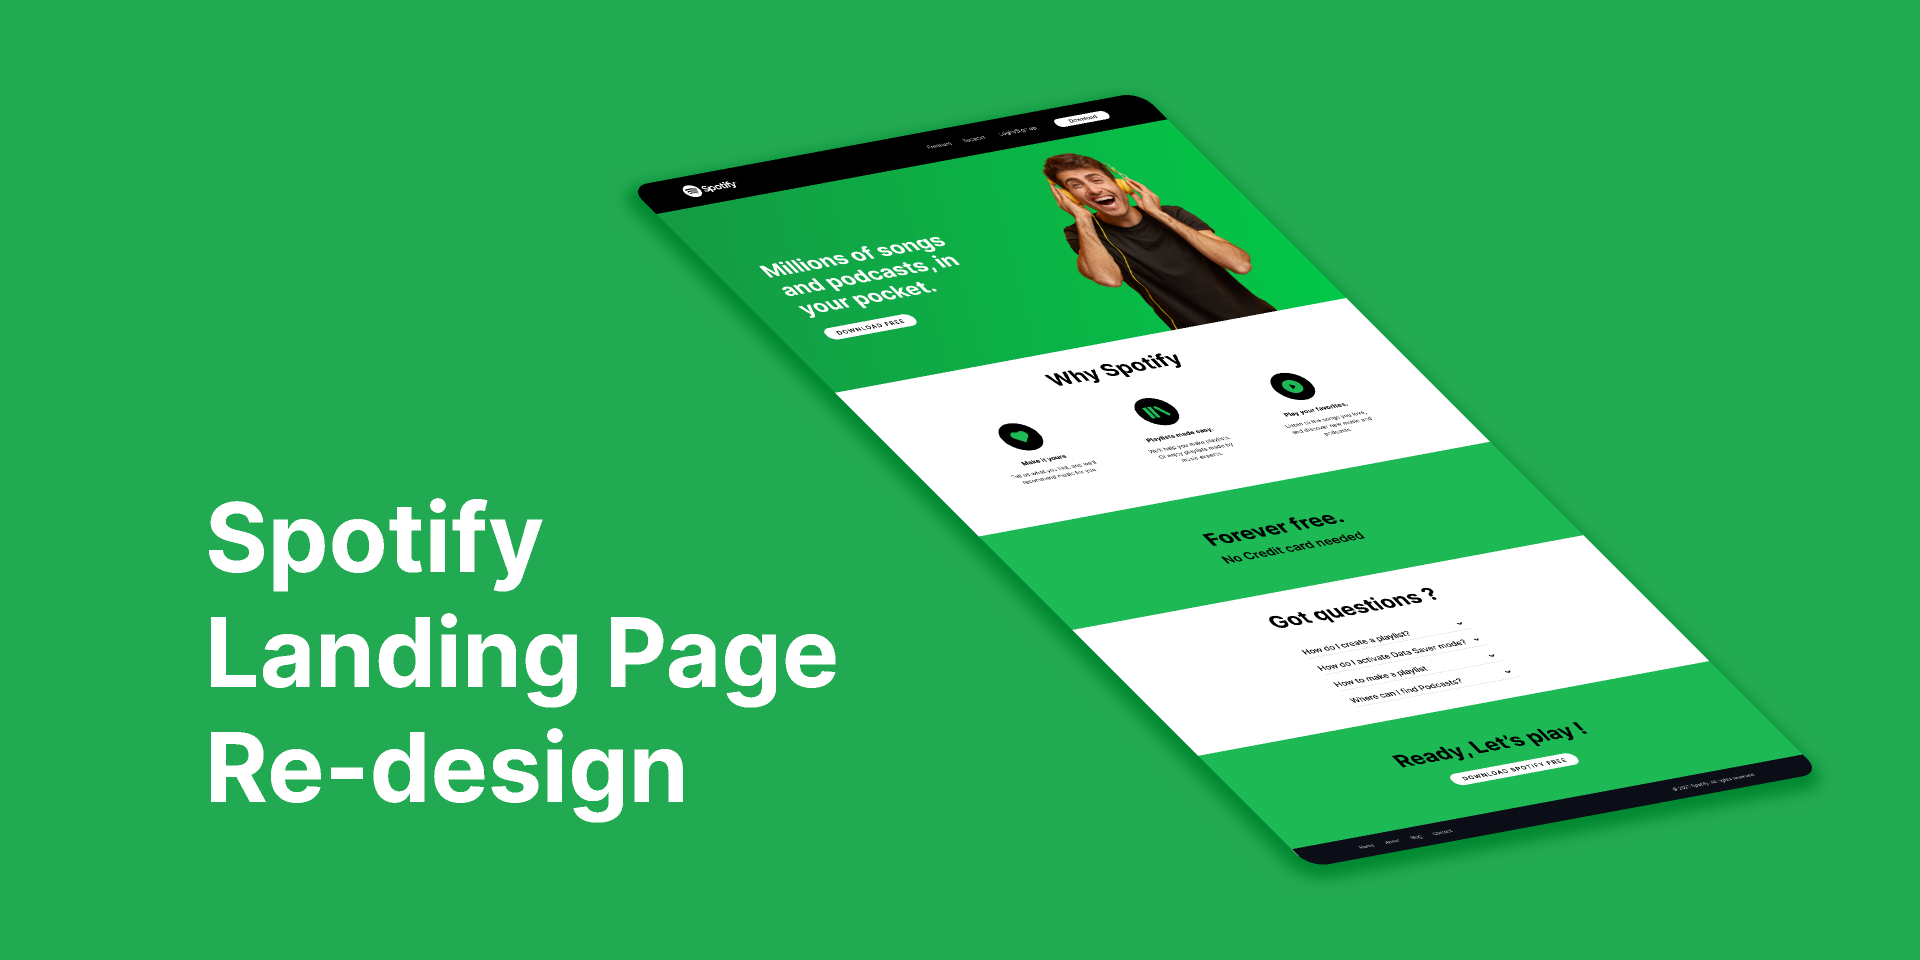 Spotify
Landing Page
Re-design
Spotify
Premium
Support
Login/Sign up
Download
Millions of songs
and podcasts, in
your pocket.
DOWNLOAD FREE
Why Spotify
Make it yours
Tell us what you like, and we'll
recommend music for you
Playlists made easy.
We'll help you make playlists.
Or enjoy playlists made by
music experts.
Play your favorites.
Listen to the songs you love,
and discover new music and
podcasts.
Forever free.
No Credit card needed
Got questions ?
How do I create a playlist?
How do I activate Data Saver mode?
How to make a playlist
Where can I find Podcasts?
Ready, Let's play !
DOWNLOAD SPOTIFY FREE
Home
About
Blog
Contact
© 2021 Spotify. All rights reserved